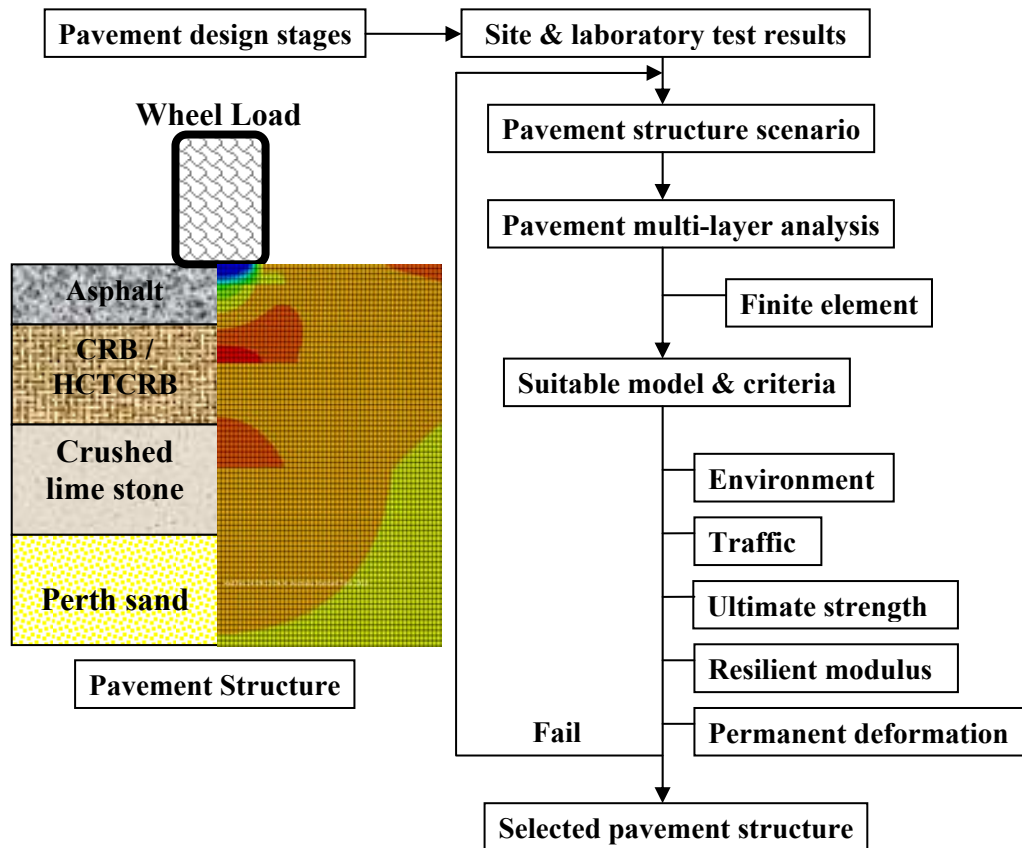 Pavement design stages
Site & laboratory test results
Wheel Load
Pavement structure scenario
Pavement multi-layer analysis
Asphalt
Finite element
CRB /
HCTCRB
Suitable model & criteria
Crushed
lime stone
Environment
Traffic
Perth sand
Ultimate strength
Resilient modulus
Pavement Structure
Fail
Permanent deformation
Selected pavement structure